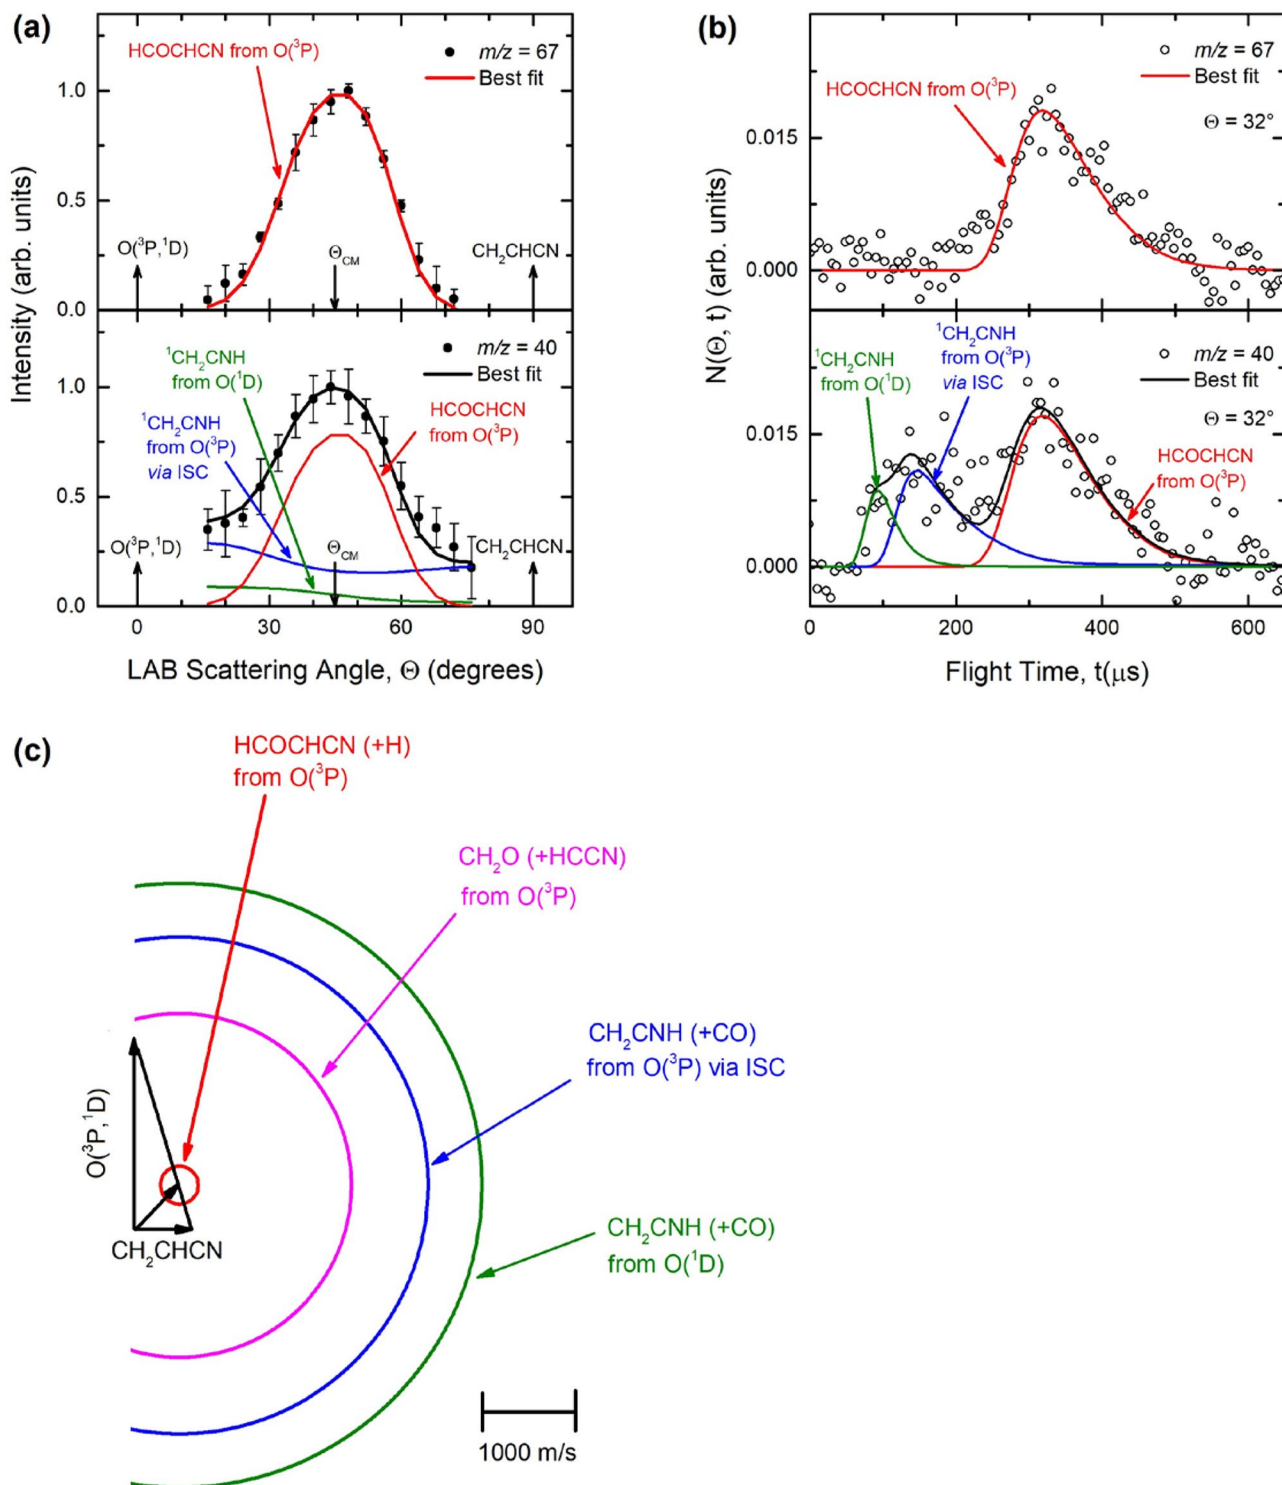 (a)
HCOCHCN from O(³P)
m/z = 67
Best fit
1.0
0.5
0.0
O(³P,¹D)
ΘCM
CH₂CHCN
¹CH₂CNH
from O(¹D)
m/z = 40
Best fit
1.0
¹CH₂CNH
from O(³P)
via ISC
HCOCHCN
from O(³P)
0.5
O(³P,¹D)
ΘCM
CH₂CHCN
0.0
0
30
60
90
Intensity (arb. units)
LAB Scattering Angle, Θ (degrees)
(b)
m/z = 67
Best fit
HCOCHCN from O(³P)
Θ = 32°
0.015
0.000
¹CH₂CNH
from O(³P)
via ISC
¹CH₂CNH
from O(¹D)
m/z = 40
Best fit
Θ = 32°
0.015
HCOCHCN
from O(³P)
0.000
0
200
400
600
N(Θ, t) (arb. units)
Flight Time, t(μs)
(c)
HCOCHCN (+H)
from O(³P)
CH₂O (+HCCN)
from O(³P)
CH₂CNH (+CO)
from O(³P) via ISC
O(³P,¹D)
CH₂CHCN
CH₂CNH (+CO)
from O(¹D)
1000 m/s